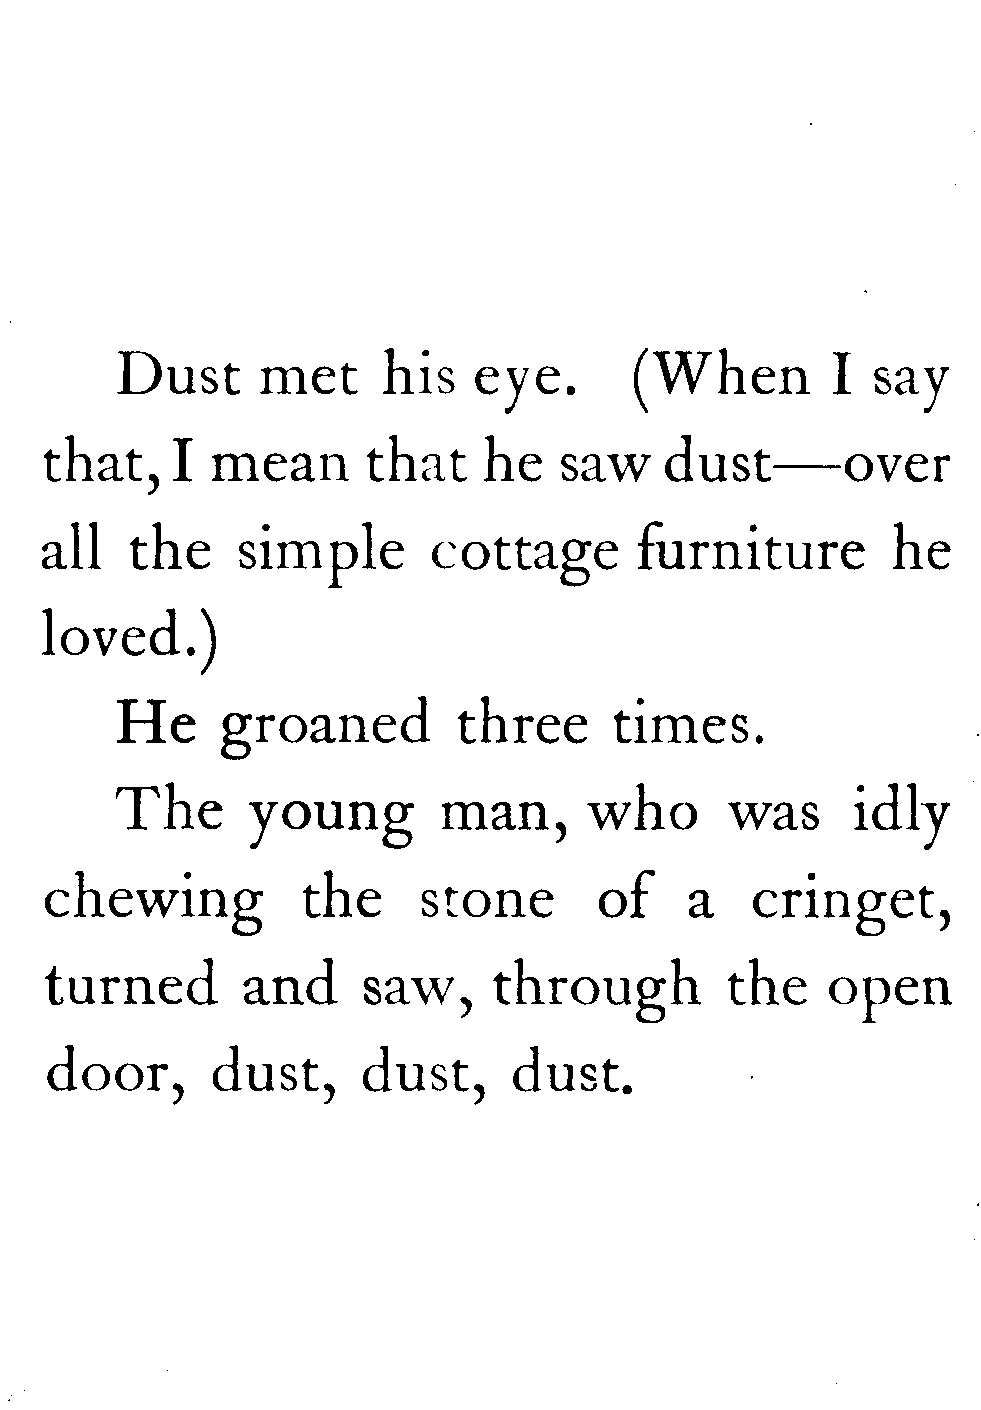 Dust met his eye. (When I say
that, I mean that he saw dust—over
all the simple cottage furniture he
loved.)
He groaned three times.
The young man, who was idly
chewing the stone of a cringet,
turned and saw, through the open
door, dust, dust, dust.